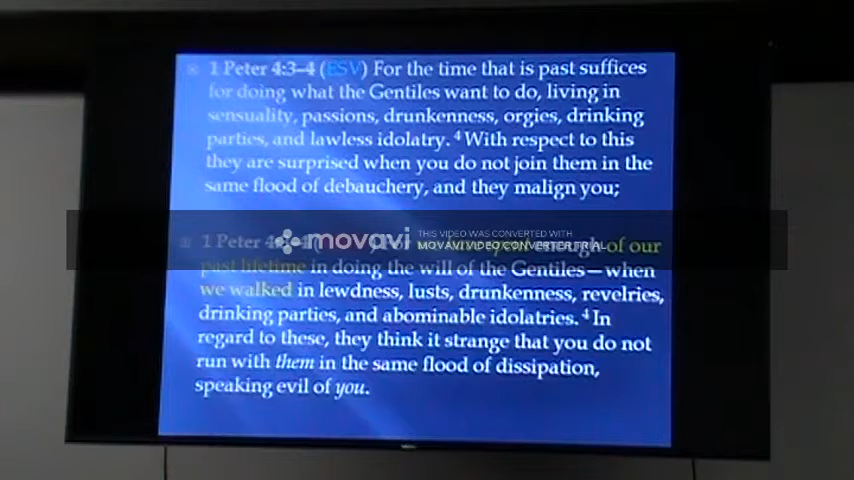 1 Peter 4:3–4 (ESV) For the time that is past suffices
for doing what the Gentiles want to do, living in
sensuality, passions, drunkenness, orgies, drinking
parties, and lawless idolatry. 4 With respect to this
they are surprised when you do not join them in the
same flood of debauchery, and they malign you;
movavi
THIS VIDEO WAS CONVERTED WITH
MOVAVI VIDEO CONVERTER TRIAL
1 Peter of our
past lifetime in doing the will of the Gentiles—when
we walked in lewdness, lusts, drunkenness, revelries,
drinking parties, and abominable idolatries. 4 In
regard to these, they think it strange that you do not
run with them in the same flood of dissipation,
speaking evil of you.